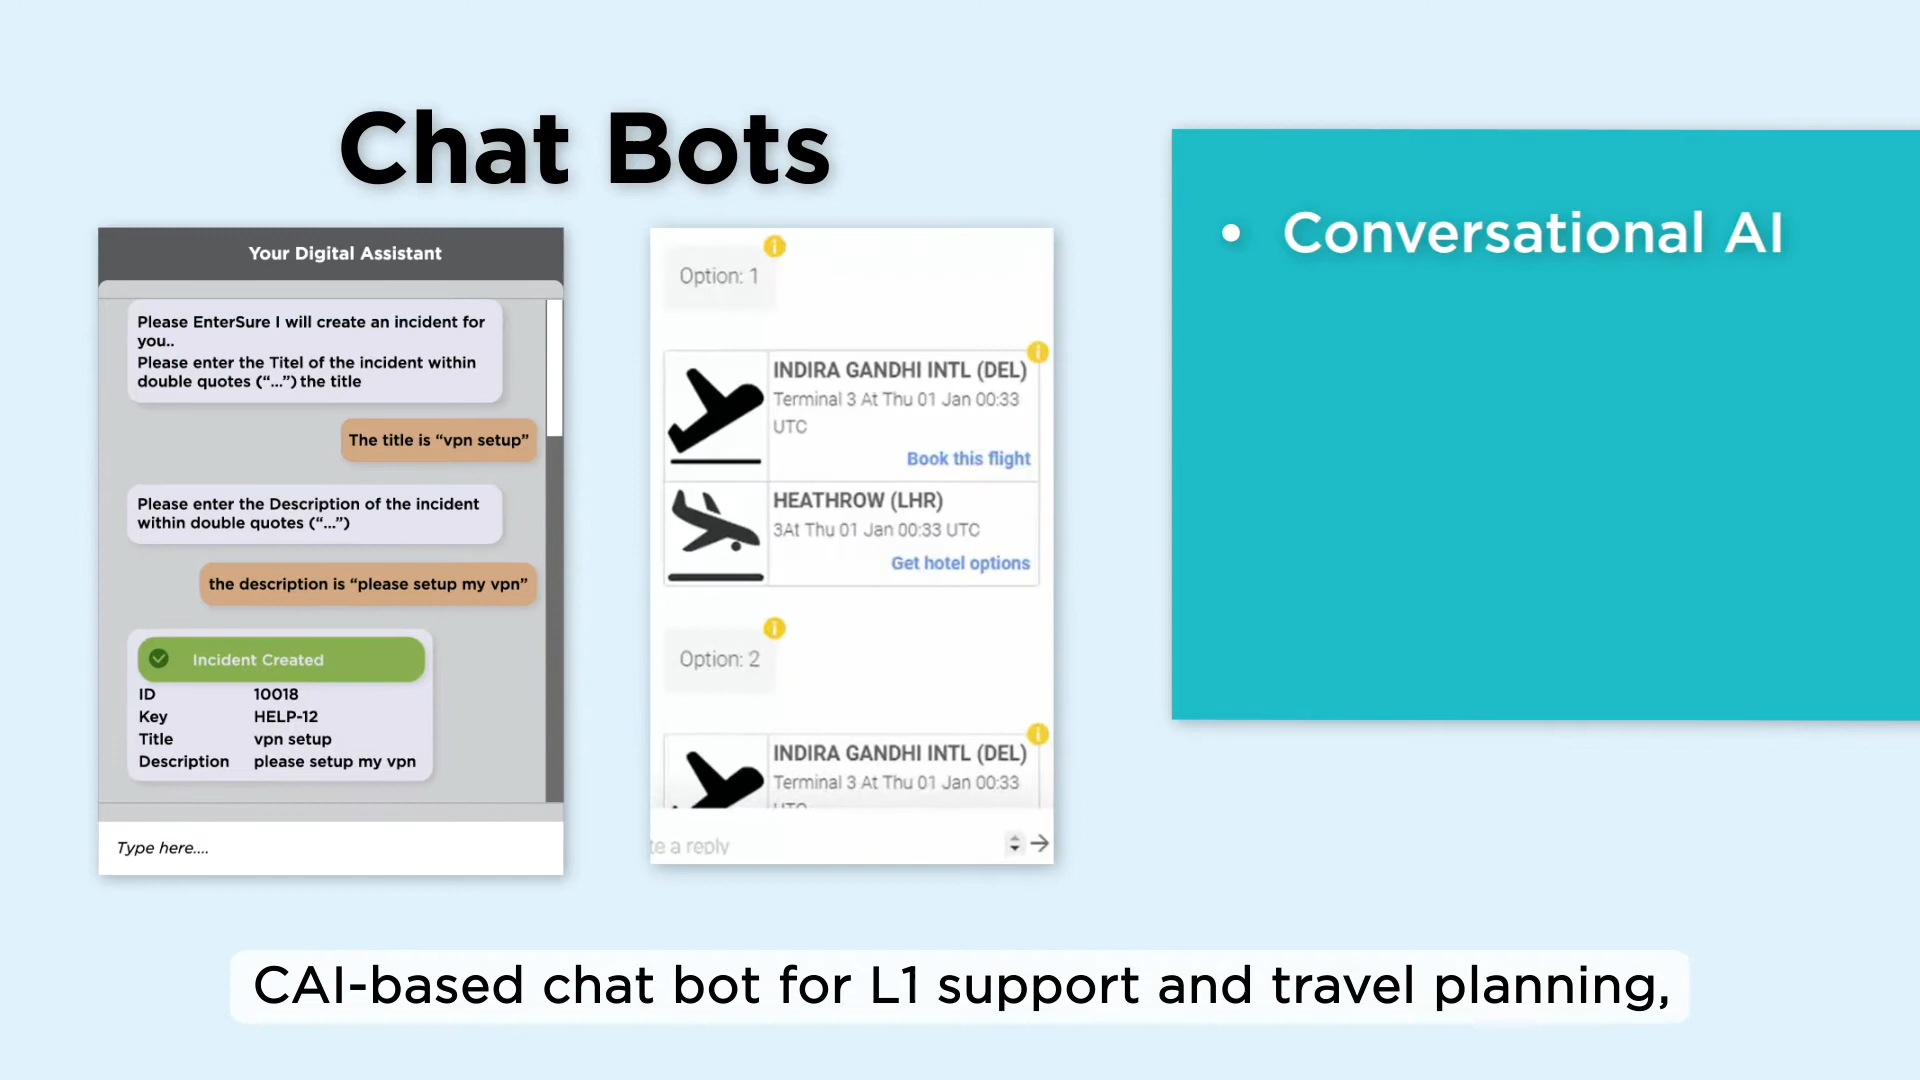 Chat Bots
Your Digital Assistant
Please EnterSure I will create an incident for
you..
Please enter the Titel of the incident within
double quotes (“...”) the title
The title is “vpn setup”
Please enter the Description of the incident
within double quotes (“...”)
the description is “please setup my vpn”
Incident Created
ID 10018
Key HELP-12
Title vpn setup
Description please setup my vpn
Type here....
Option: 1
INDIRA GANDHI INTL (DEL)
Terminal 3 At Thu 01 Jan 00:33
UTC
Book this flight
HEATHROW (LHR)
3At Thu 01 Jan 00:33 UTC
Get hotel options
Option: 2
INDIRA GANDHI INTL (DEL)
Terminal 3 At Thu 01 Jan 00:33
UTC
te a reply
• Conversational AI
CAI-based chat bot for L1 support and travel planning,